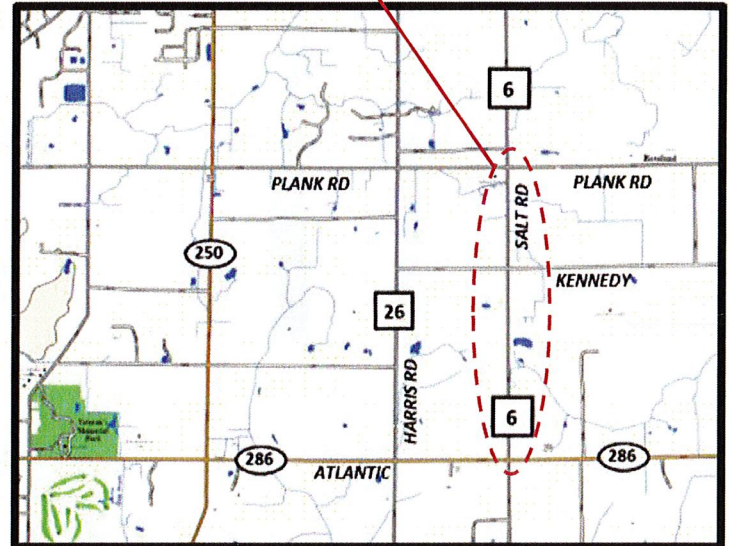 6
PLANK RD
PLANK RD
SALT RD
250
KENNEDY
26
HARRIS RD
6
286
ATLANTIC
286